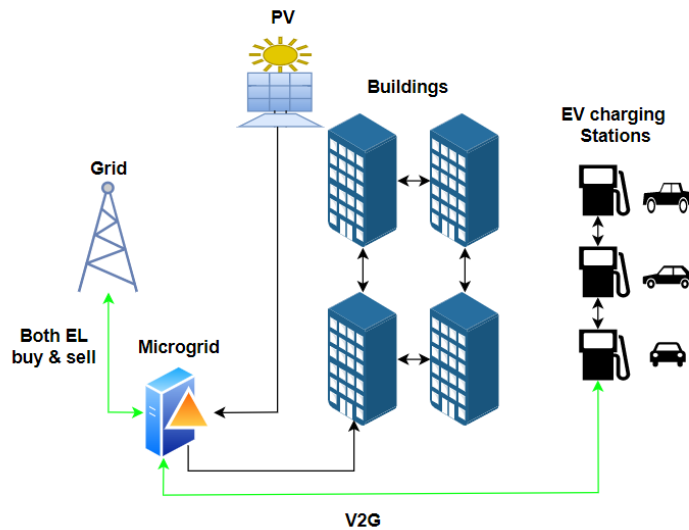 PV
Buildings
EV charging
Stations
Grid
Both EL
buy & sell
Microgrid
V2G